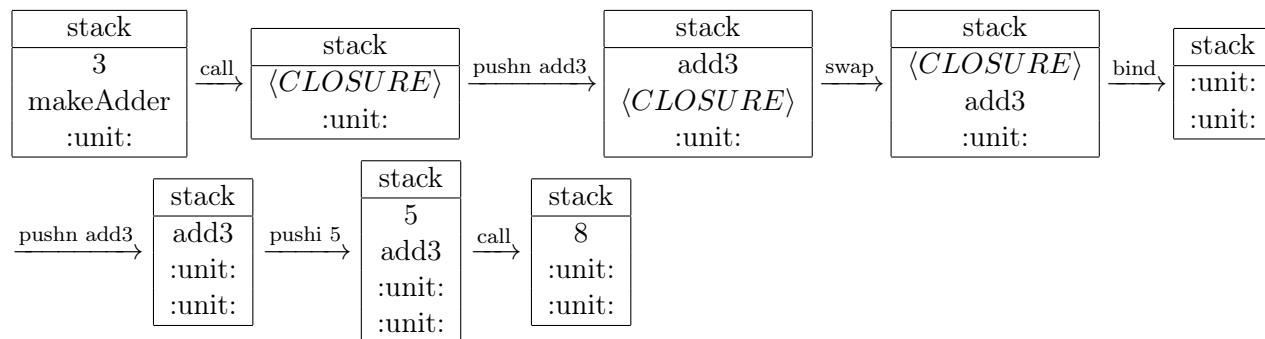 stack
3
makeAdder
:unit:
call
stack
⟨CLOSURE⟩
:unit:
pushn add3
stack
add3
⟨CLOSURE⟩
:unit:
swap
stack
⟨CLOSURE⟩
add3
:unit:
bind
stack
:unit:
:unit:
pushn add3
stack
add3
:unit:
:unit:
pushi 5
stack
5
add3
:unit:
:unit:
call
stack
8
:unit:
:unit: